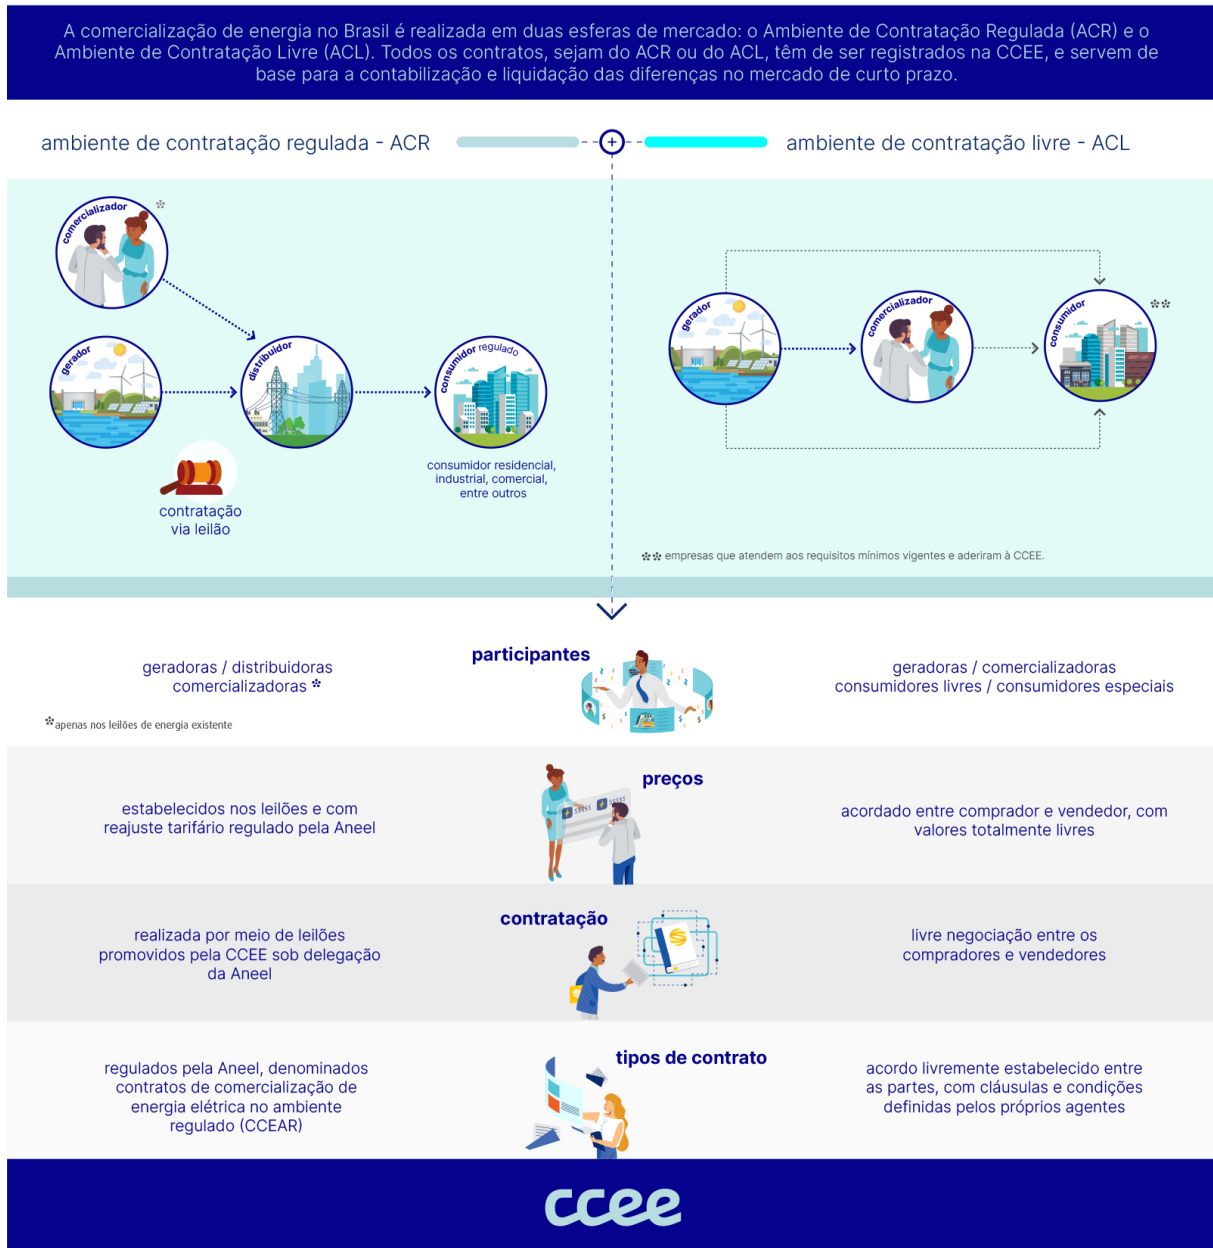 A comercialização de energia no Brasil é realizada em duas esferas de mercado: o Ambiente de Contratação Regulada (ACR) e o
Ambiente de Contratação Livre (ACL). Todos os contratos, sejam do ACR ou do ACL, têm de ser registrados na CCEE, e servem de
base para a contabilização e liquidação das diferenças no mercado de curto prazo.
ambiente de contratação regulada - ACR
ambiente de contratação livre - ACL
comercializador *
gerador
distribuidor
consumidor regulado
consumidor residencial,
industrial, comercial,
entre outros
contratação
via leilão
gerador
comercializador
consumidor **
** empresas que atendem aos requisitos mínimos vigentes e aderiram à CCEE.
participantes
geradoras / distribuidoras
comercializadoras *
*apenas nos leilões de energia existente
geradoras / comercializadoras
consumidores livres / consumidores especiais
preços
estabelecidos nos leilões e com
reajuste tarifário regulado pela Aneel
acordado entre comprador e vendedor, com
valores totalmente livres
contratação
realizada por meio de leilões
promovidos pela CCEE sob delegação
da Aneel
livre negociação entre os
compradores e vendedores
tipos de contrato
regulados pela Aneel, denominados
contratos de comercialização de
energia elétrica no ambiente
regulado (CCEAR)
acordo livremente estabelecido entre
as partes, com cláusulas e condições
definidas pelos próprios agentes
ccee